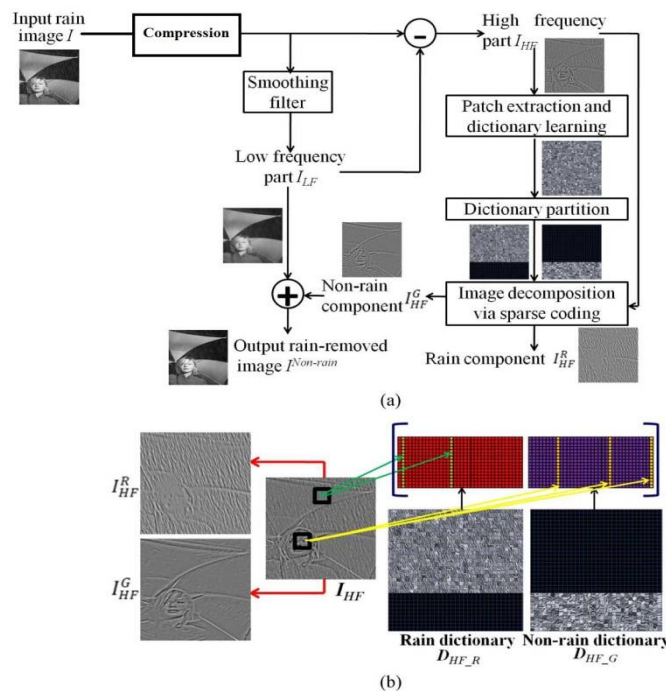 Input rain
image I
Compression
-
High frequency
part I_HF
Smoothing
filter
Patch extraction and
dictionary learning
Low frequency
part I_LF
Dictionary partition
Non-rain
component I_HF^G
Image decomposition
via sparse coding
+
Output rain-removed
image I^Non-rain
Rain component I_HF^R
(a)
I_HF^R
I_HF^G
I_HF
Rain dictionary
D_HF_R
Non-rain dictionary
D_HF_G
(b)